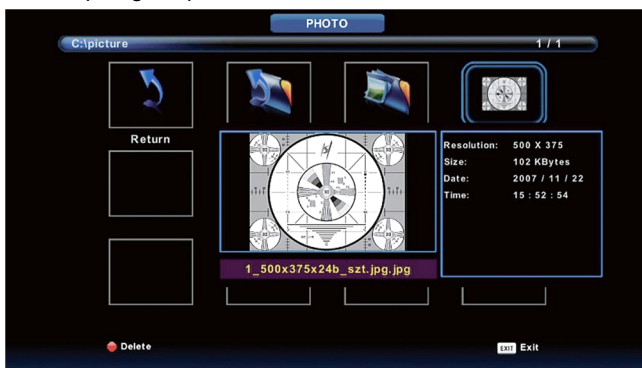 PHOTO
C:\picture
1 / 1
Return
Resolution: 500 X 375
Size: 102 KBytes
Date: 2007 / 11 / 22
Time: 15 : 52 : 54
1_500x375x24b_szt.jpg.jpg
Delete
EXIT Exit